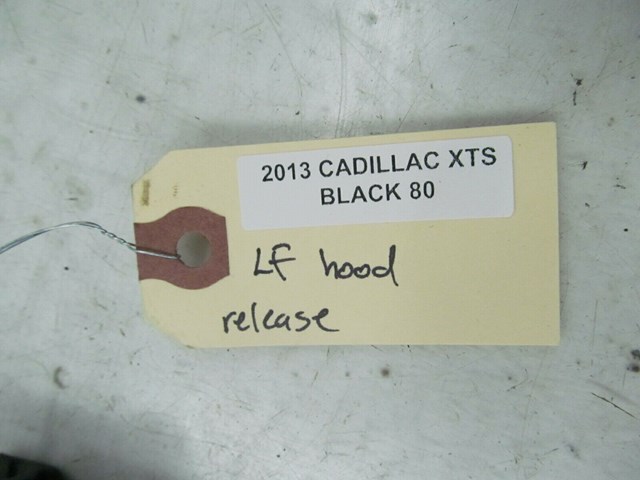 2013 CADILLAC XTS
BLACK 80
LF hood
release